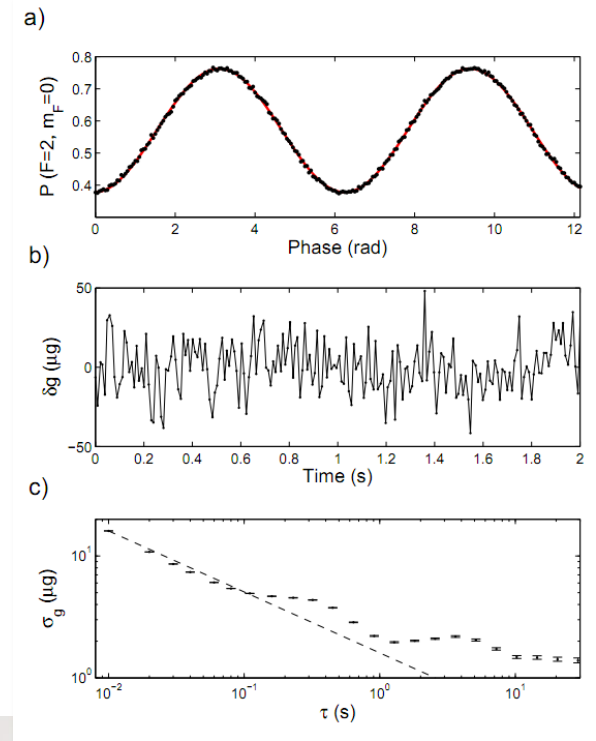 a)
0.8
0.7
0.6
0.5
0.4
P (F=2, m_F=0)
0 2 4 6 8 10 12
Phase (rad)
b)
50
0
−50
δg (μg)
0 0.2 0.4 0.6 0.8 1 1.2 1.4 1.6 1.8 2
Time (s)
c)
10^1
10^0
σ_g (μg)
10^−2 10^−1 10^0 10^1
τ (s)